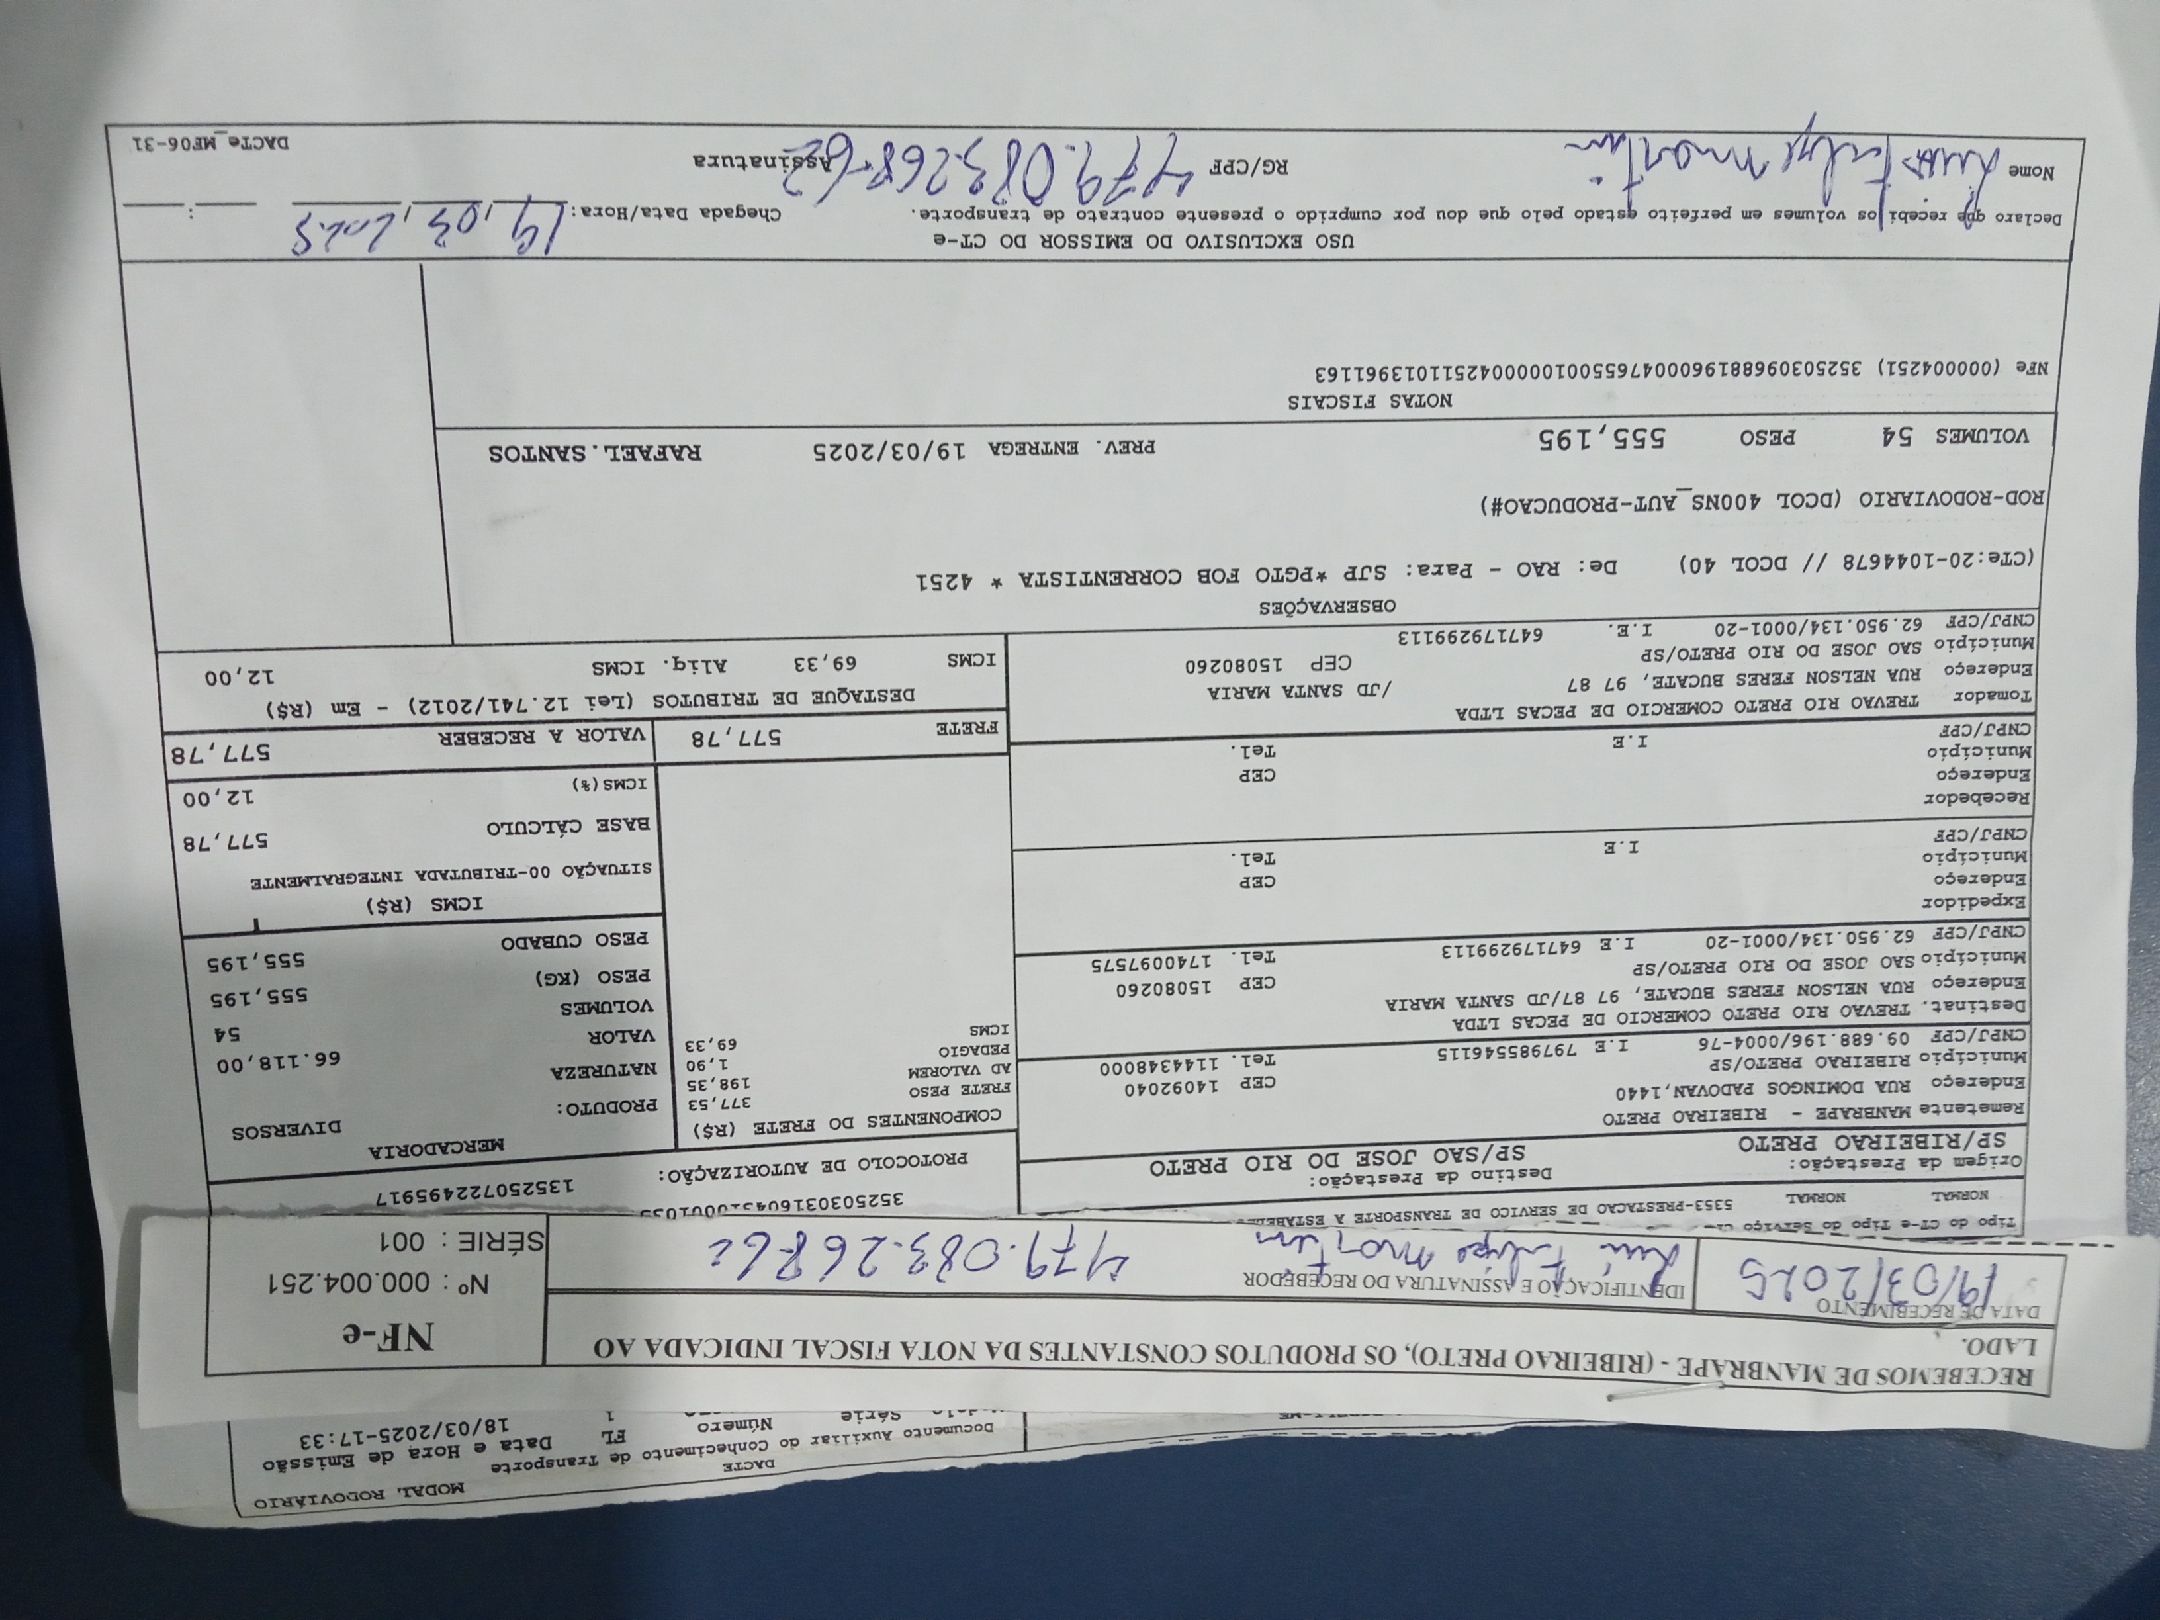 MODAL RODOVIÁRIO
DACTE
Documento Auxiliar do Conhecimento de Transporte
Série Número FL Data e Hora de Emissão
1 18/03/2025-17:33
RECEBEMOS DE MANBRAPE - (RIBEIRAO PRETO), OS PRODUTOS CONSTANTES DA NOTA FISCAL INDICADA AO
LADO.
NF-e
Nº : 000.004.251
SÉRIE : 001
DATA DE RECEBIMENTO
19/03/2025
IDENTIFICAÇÃO E ASSINATURA DO RECEBEDOR
479.083.268-62
Tipo do CT-e Tipo do Serviço
NORMAL NORMAL 5353-PRESTACAO DE SERVICO DE TRANSPORTE A
Origem da Prestação: Destino da Prestação:
SP/RIBEIRAO PRETO SP/SAO JOSE DO RIO PRETO
PROTOCOLO DE AUTORIZAÇÃO: 135250722495917
Remetente MANBRAPE - RIBEIRAO PRETO
Endereço RUA DOMINGOS PADOVAN,1440 CEP 14092040
Município RIBEIRAO PRETO/SP Tel. 1144348000
CNPJ/CPF 09.688.196/0004-76 I.E 797985546115
Destinat. TREVAO RIO PRETO COMERCIO DE PECAS LTDA
Endereço RUA NELSON FERES BUCATE, 97 87/JD SANTA MARIA CEP 15080260
Município SAO JOSE DO RIO PRETO/SP Tel. 1740097575
CNPJ/CPF 62.950.134/0001-20 I.E 647179299113
Expedidor
Endereço CEP
Município Tel.
CNPJ/CPF I.E
Recebedor
Endereço CEP
Município Tel.
CNPJ/CPF I.E
Tomador TREVAO RIO PRETO COMERCIO DE PECAS LTDA
Endereço RUA NELSON FERES BUCATE, 97 87 /JD SANTA MARIA
Município SAO JOSE DO RIO PRETO/SP CEP 15080260
CNPJ/CPF 62.950.134/0001-20 I.E. 647179299113
COMPONENTES DO FRETE (R$)
FRETE PESO 377,53
AD VALOREM 198,35
PEDAGIO 1,90
ICMS 69,33
MERCADORIA
PRODUTO: DIVERSOS
NATUREZA
VALOR 66.118,00
VOLUMES 54
PESO (KG) 555,195
PESO CUBADO 555,195
ICMS (R$)
SITUAÇÃO 00-TRIBUTADA INTEGRALMENTE
BASE CÁLCULO 577,78
ICMS(%) 12,00
FRETE 577,78 VALOR A RECEBER 577,78
DESTAQUE DE TRIBUTOS (Lei 12.741/2012) - Em (R$)
ICMS 69,33 Aliq. ICMS 12,00
OBSERVAÇÕES
(CTe:20-1044678 // DCOL 40) De: RAO - Para: SJP *PGTO FOB CORRENTISTA * 4251
ROD-RODOVIARIO (DCOL 400NS_AUT-PRODUCAO#)
VOLUMES 54 PESO 555,195 PREV. ENTREGA 19/03/2025 RAFAEL.SANTOS
NOTAS FISCAIS
NFe (000004251) 35250309688196000476550010000042511013961163
USO EXCLUSIVO DO EMISSOR DO CT-e
Declaro que recebi os volumes em perfeito estado pelo que dou por cumprido o presente contrato de transporte. Chegada Data/Hora: 19,03,2025 :
Nome RG/CPF 479.083.268-62 Assinatura
DACTe_MF06-31